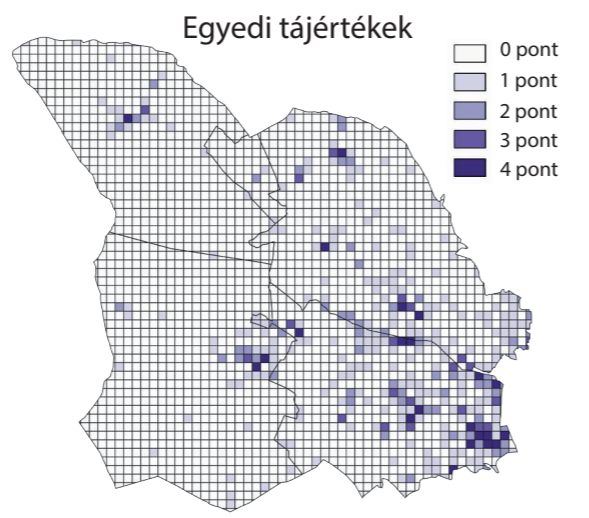 Egyedi tájértékek
0 pont
1 pont
2 pont
3 pont
4 pont